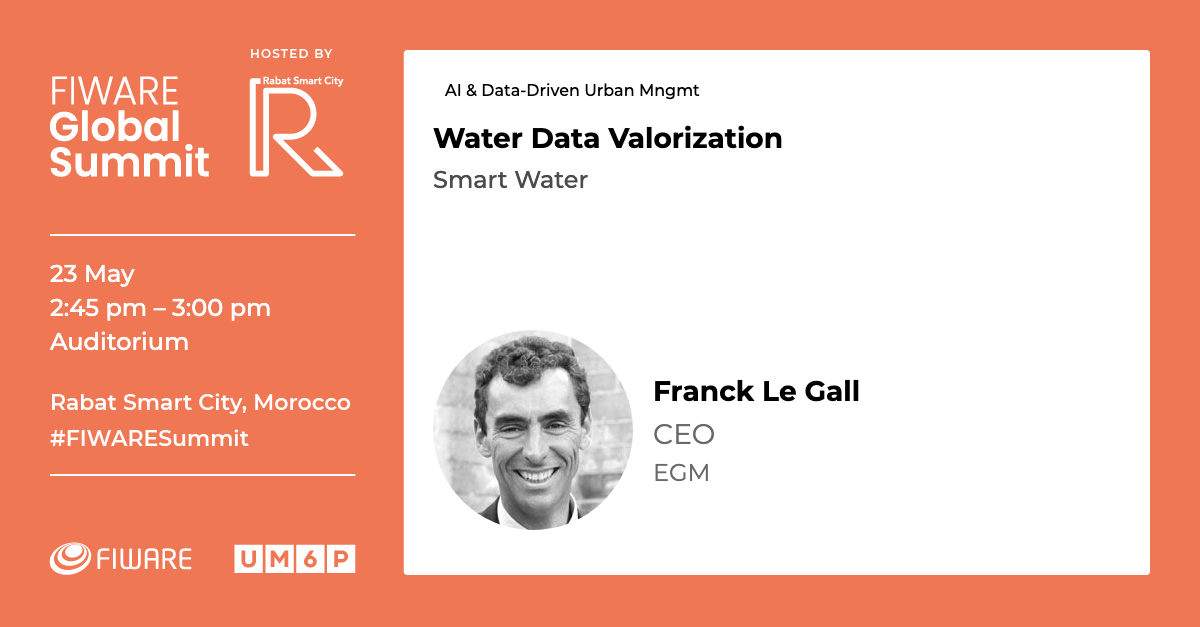 HOSTED BY
FIWARE
Global
Summit
Rabat Smart City
R
23 May
2:45 pm – 3:00 pm
Auditorium
Rabat Smart City, Morocco
#FIWARESummit
FIWARE
UM6P
AI & Data-Driven Urban Mngmt
Water Data Valorization
Smart Water
Franck Le Gall
CEO
EGM